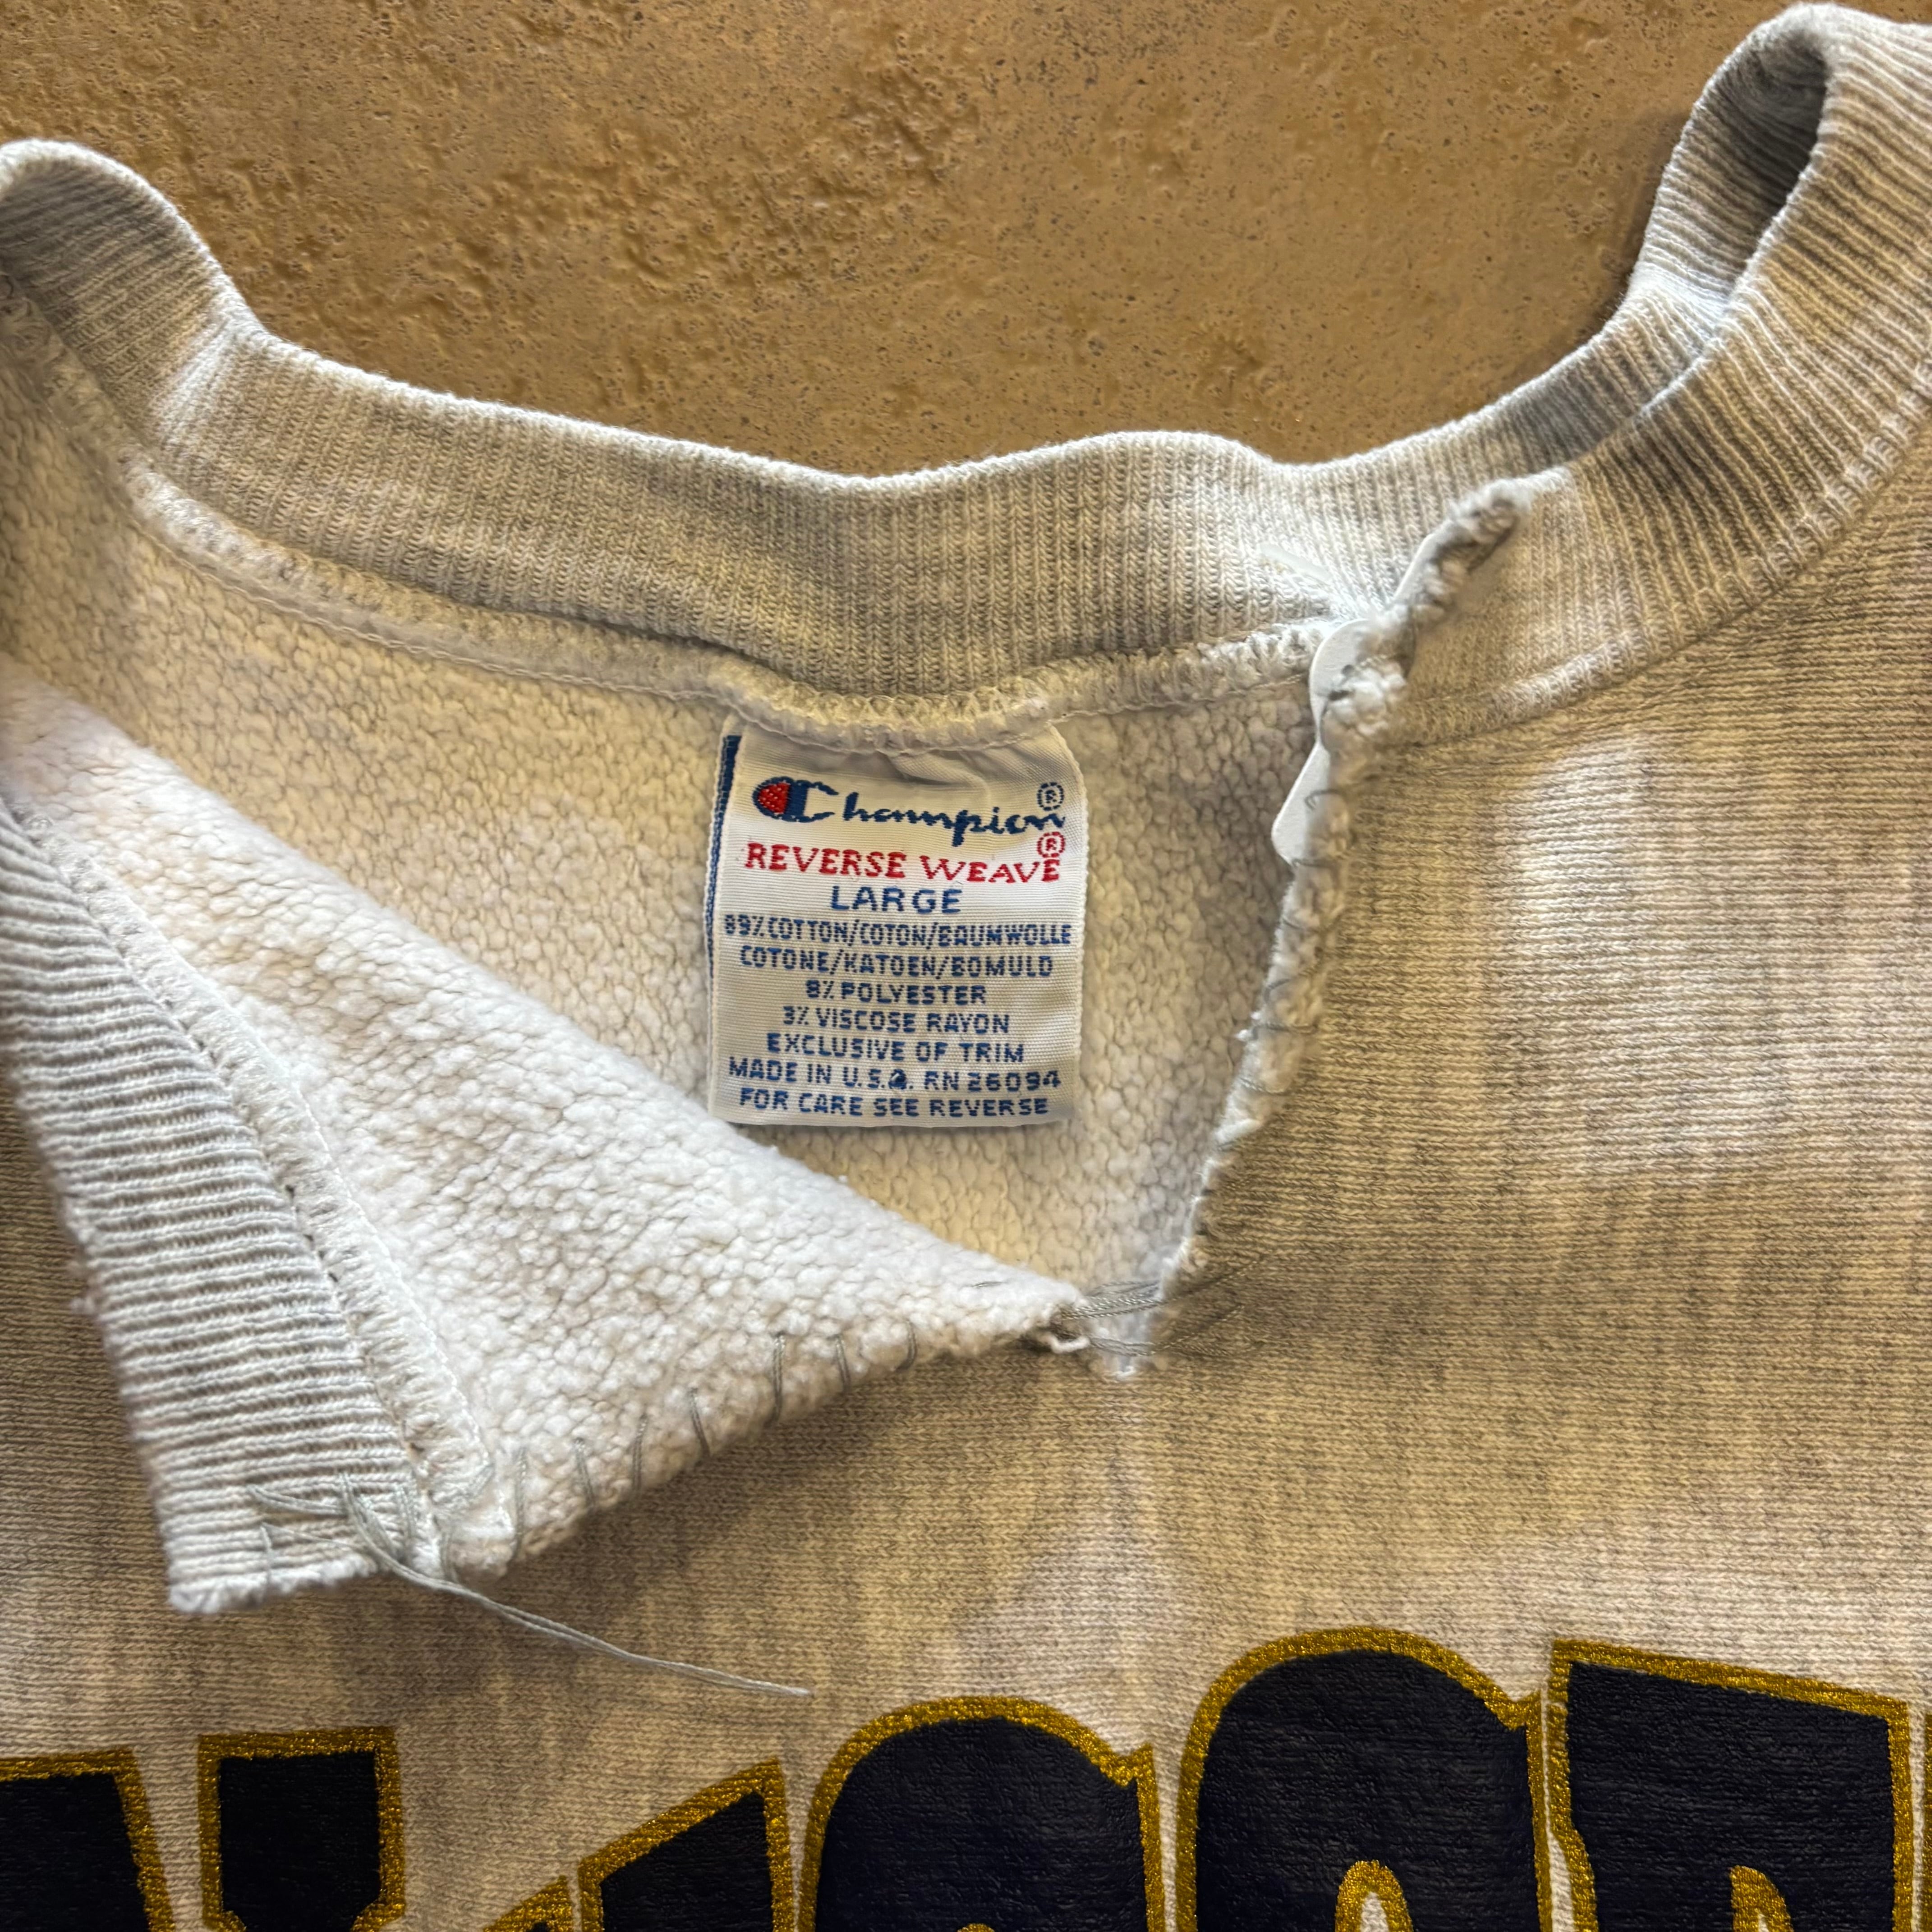 Champion®
REVERSE WEAVE®
LARGE
89% COTTON/COTON/BAUMWOLLE
COTONE/KATOEN/BOMULD
8% POLYESTER
3% VISCOSE RAYON
EXCLUSIVE OF TRIM
MADE IN U.S.A. RN 26094
FOR CARE SEE REVERSE